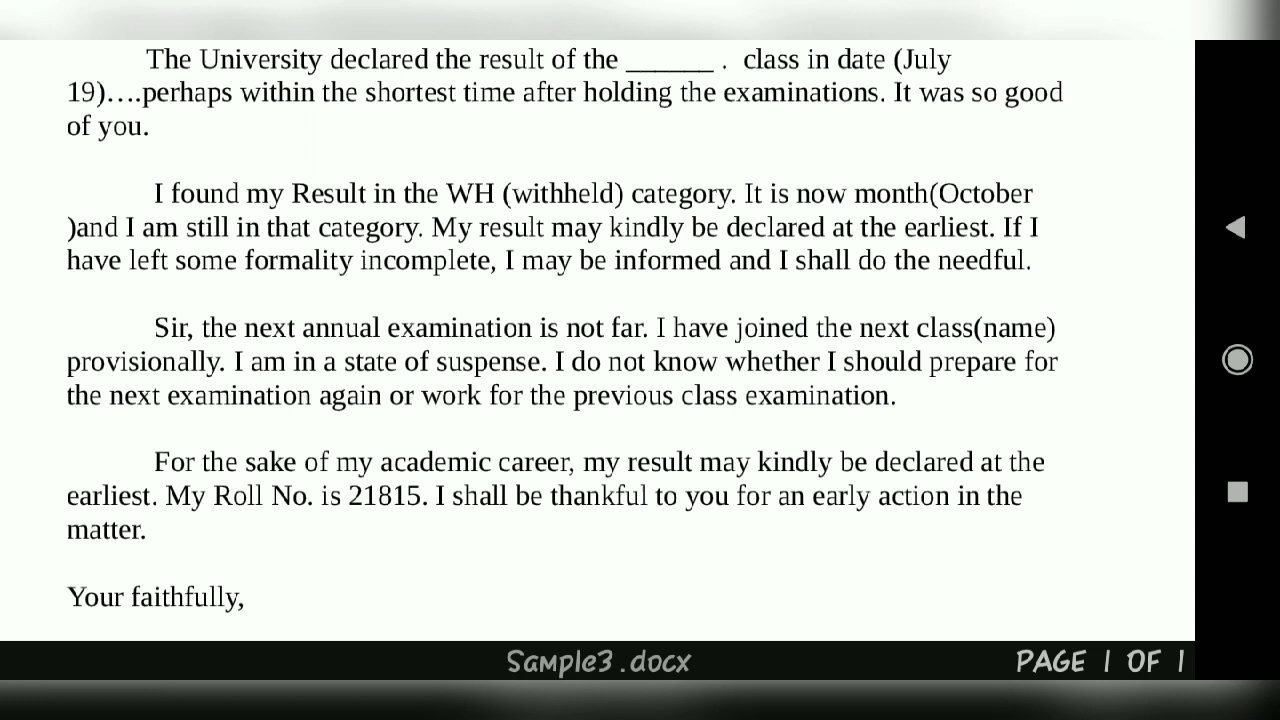 The University declared the result of the ______ .  class in date (July
19)….perhaps within the shortest time after holding the examinations. It was so good
of you.
I found my Result in the WH (withheld) category. It is now month(October
)and I am still in that category. My result may kindly be declared at the earliest. If I
have left some formality incomplete, I may be informed and I shall do the needful.
Sir, the next annual examination is not far. I have joined the next class(name)
provisionally. I am in a state of suspense. I do not know whether I should prepare for
the next examination again or work for the previous class examination.
For the sake of my academic career, my result may kindly be declared at the
earliest. My Roll No. is 21815. I shall be thankful to you for an early action in the
matter.
Your faithfully,
Sample3.docx
PAGE 1 OF 1